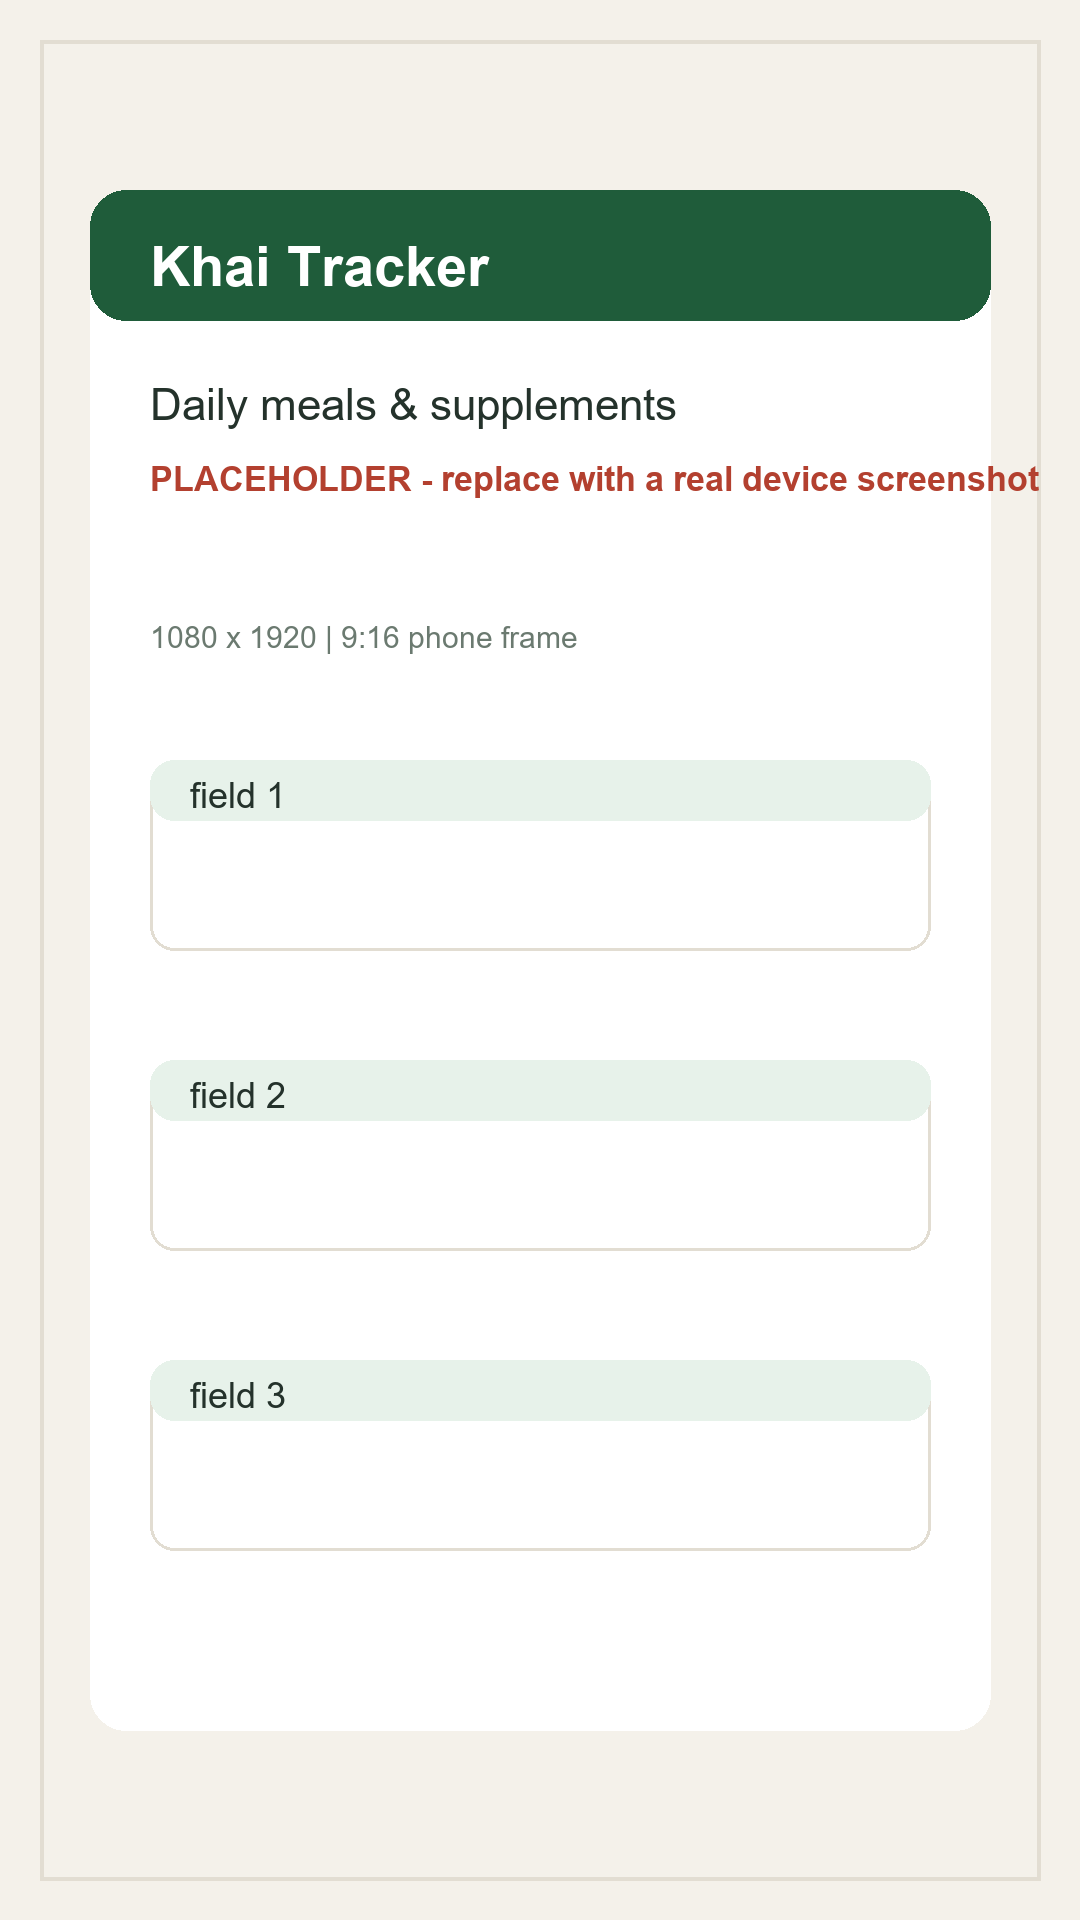 Khai Tracker
Daily meals & supplements
PLACEHOLDER - replace with a real device screenshot
1080 x 1920 | 9:16 phone frame
field 1
field 2
field 3